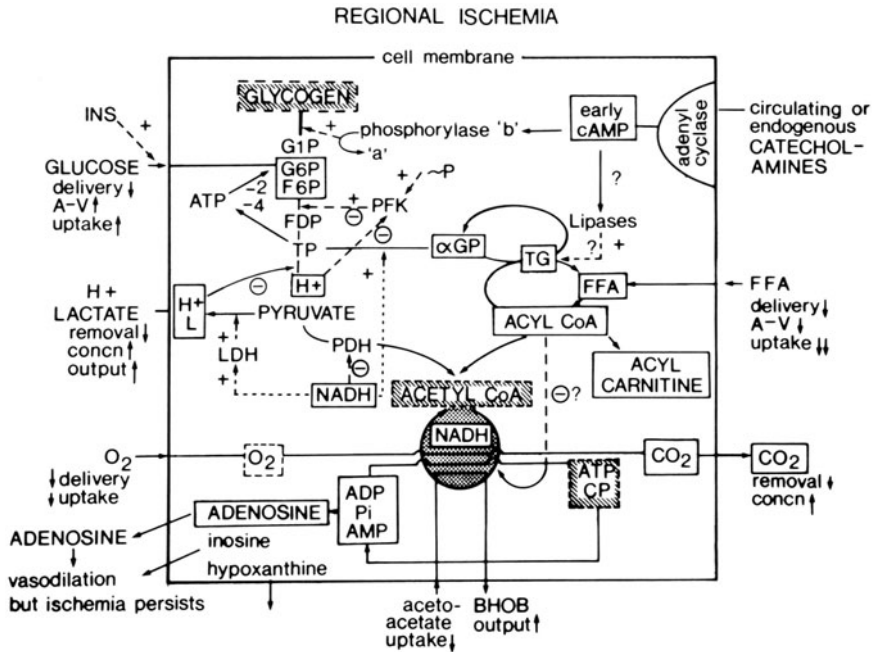 REGIONAL ISCHEMIA
cell membrane
GLYCOGEN
INS
+
GLUCOSE
delivery ↓
A-V ↑
uptake ↑
+
phosphorylase 'b'
'a'
early
cAMP
adenyl
cyclase
circulating or
endogenous
CATECHOL-
AMINES
G1P
G6P
F6P
ATP
-2
-4
FDP
+
⊖
PFK
+
~P
?
Lipases
?
+
TP
⊖
αGP
TG
FFA
FFA
delivery ↓
A-V ↓
uptake ↓↓
H+
LACTATE
removal ↓
concn ↑
output ↑
H+
L
⊖
H+
+
PYRUVATE
+
LDH
+
PDH
⊖
NADH
ACYL CoA
ACYL
CARNITINE
ACETYL CoA
⊖?
NADH
O2
↓ delivery
↓ uptake
O2
CO2
CO2
removal ↓
concn ↑
ATP
CP
ADP
Pi
AMP
ADENOSINE
inosine
hypoxanthine
ADENOSINE
vasodilation
but ischemia persists
aceto-
acetate
uptake ↓
BHOB
output ↑